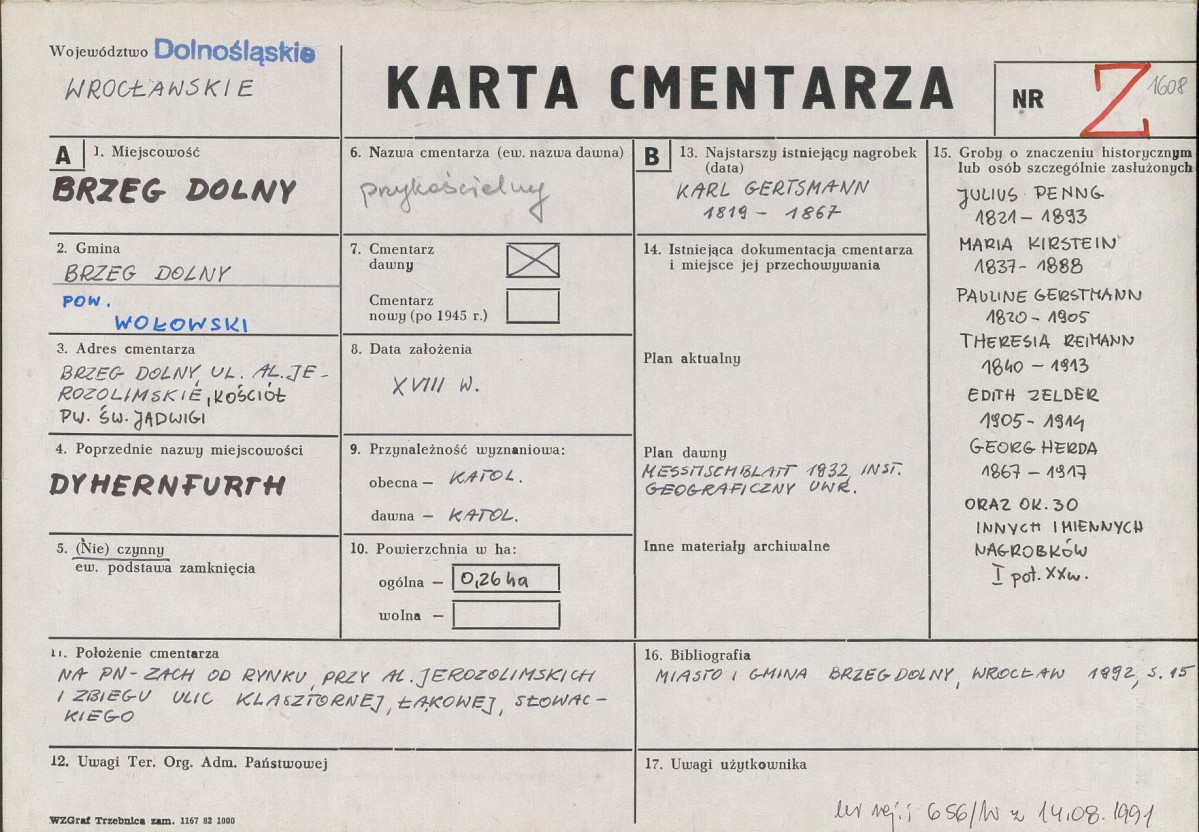 Województwo Dolnośląskie
WROCŁAWSKIE
KARTA CMENTARZA
NR Z 1608
A 1. Miejscowość
BRZEG DOLNY
2. Gmina
BRZEG DOLNY
POW.
WOŁOWSKI
3. Adres cmentarza
BRZEG DOLNY, UL. AL. JE-
ROZOLIMSKIE, KOŚCIÓŁ
PW. ŚW. JADWIGI
4. Poprzednie nazwy miejscowości
DYHERNFURTH
5. (Nie) czynny
ew. podstawa zamknięcia
6. Nazwa cmentarza (ew. nazwa dawna)
przykościelny
7. Cmentarz
dawny
Cmentarz
nowy (po 1945 r.)
8. Data założenia
XVIII W.
9. Przynależność wyznaniowa:
obecna – KATOL.
dawna – KATOL.
10. Powierzchnia w ha:
ogólna – 0,26 ha
wolna –
B 13. Najstarszy istniejący nagrobek
(data)
KARL GERTSMANN
1819 – 1867
14. Istniejąca dokumentacja cmentarza
i miejsce jej przechowywania
Plan aktualny
Plan dawny
MESSTISCHBLATT 1932 INST.
GEOGRAFICZNY UWR.
Inne materiały archiwalne
15. Groby o znaczeniu historycznym
lub osób szczególnie zasłużonych
JULIUS PENNG
1821 – 1893
MARIA KIRSTEIN
1837 – 1888
PAULINE GERSTMANN
1820 – 1905
THERESIA REIMANN
1840 – 1913
EDITH ZELDER
1905 – 1914
GEORG HERDA
1867 – 1917
ORAZ OK. 30
INNYCH IMIENNYCH
NAGROBKÓW
I poł. XXw.
11. Położenie cmentarza
NA PN-ZACH OD RYNKU, PRZY AL. JEROZOLIMSKICH
I ZBIEGU ULIC KLASZTORNEJ, ŁĄKOWEJ, SŁOWAC-
KIEGO
16. Bibliografia
MIASTO I GMINA BRZEG DOLNY, WROCŁAW 1992, S. 15
12. Uwagi Ter. Org. Adm. Państwowej
17. Uwagi użytkownika
nr rej.: 656/W z 14.08.1991
WZGraf Trzebnica zam. 1167 82 1000